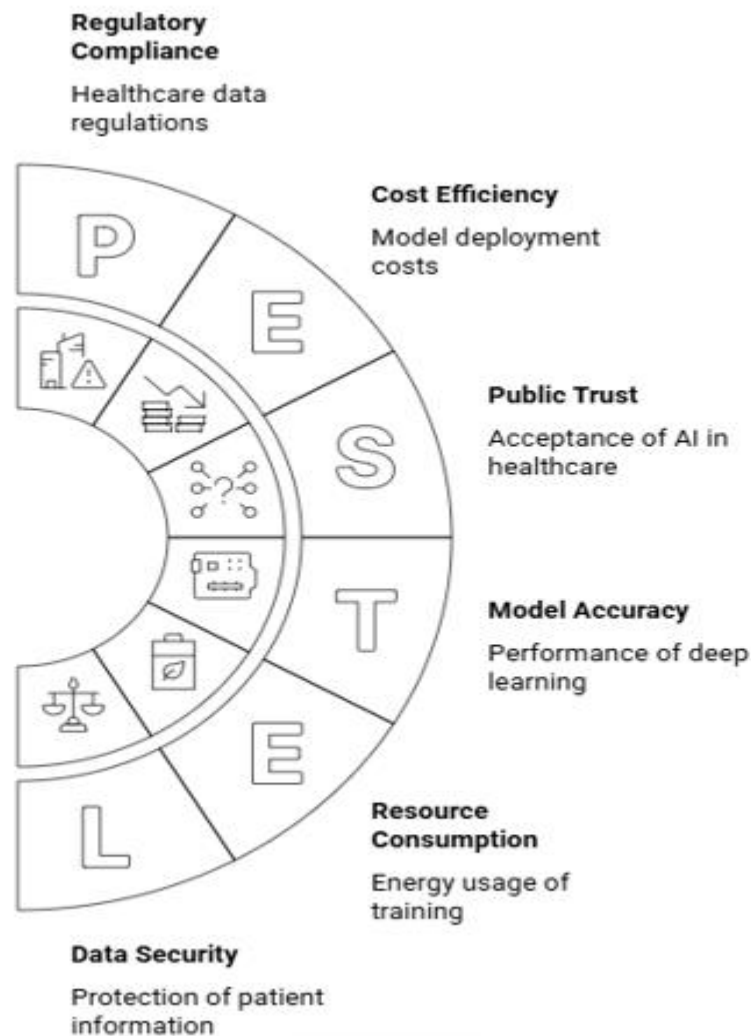 Regulatory
Compliance
Healthcare data
regulations
P
Cost Efficiency
Model deployment
costs
E
Public Trust
Acceptance of AI in
healthcare
S
?
T
Model Accuracy
Performance of deep
learning
E
Resource
Consumption
Energy usage of
training
L
Data Security
Protection of patient
information